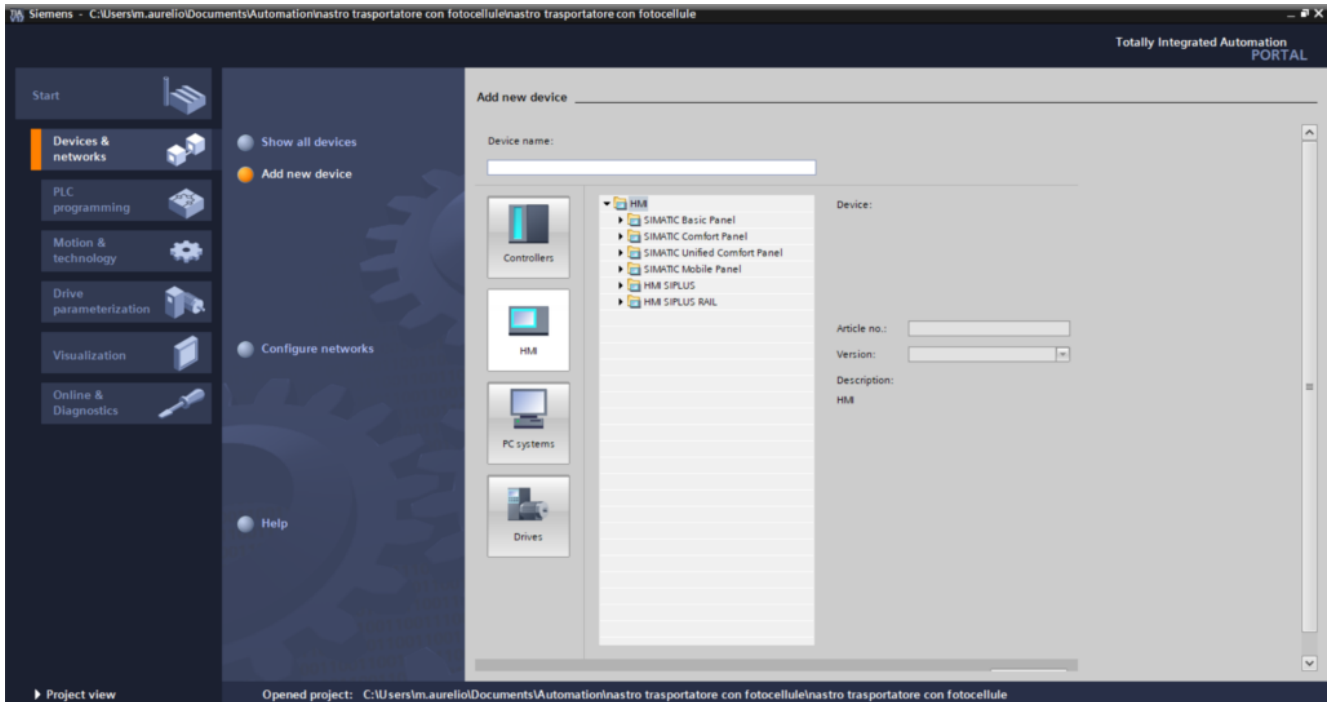 Siemens - C:\Users\m.aurelio\Documents\Automation\nastro trasportatore con fotocellule\nastro trasportatore con fotocellule
Totally Integrated Automation
PORTAL
Start
Devices &
networks
PLC
programming
Motion &
technology
Drive
parameterization
Visualization
Online &
Diagnostics
Show all devices
Add new device
Configure networks
Help
Add new device
Device name:
Controllers
HMI
PC systems
Drives
HMI
SIMATIC Basic Panel
SIMATIC Comfort Panel
SIMATIC Unified Comfort Panel
SIMATIC Mobile Panel
HMI SIPLUS
HMI SIPLUS RAIL
Device:
Article no.:
Version:
Description:
HMI
Project view
Opened project: C:\Users\m.aurelio\Documents\Automation\nastro trasportatore con fotocellule\nastro trasportatore con fotocellule